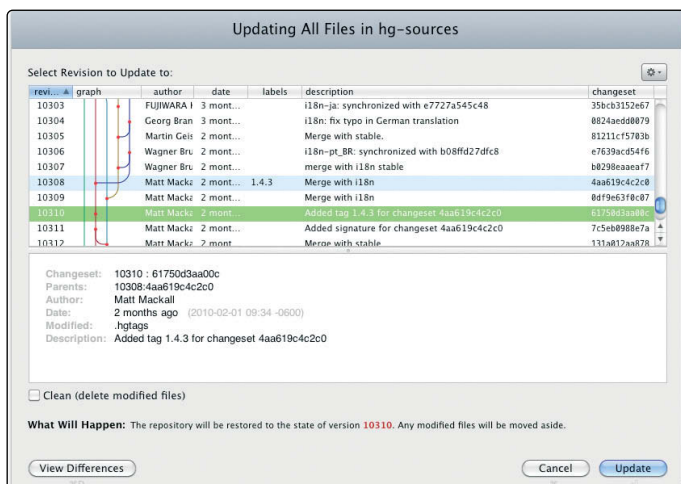 Updating All Files in hg-sources
Select Revision to Update to:
revi... graph author date labels description changeset
10303 FUJIWARA 3 mont... i18n-ja: synchronized with e7727a545c48 35bcb3152e67
10304 Georg Bran 3 mont... i18n: fix typo in German translation 0824aedd0079
10305 Martin Geis 2 mont... Merge with stable. 81211cf5703b
10306 Wagner Bru 2 mont... i18n-pt_BR: synchronized with b08ffd27dfc8 e7639acd54f6
10307 Wagner Bru 2 mont... merge with i18n stable b0298eaaeaf7
10308 Matt Macka 2 mont... 1.4.3 Merge with i18n 4aa619c4c2c0
10309 Matt Macka 2 mont... Merge with i18n 0df9e63f0c07
10310 Matt Macka 2 mont... Added tag 1.4.3 for changeset 4aa619c4c2c0 61750d3aa00c
10311 Matt Macka 2 mont... Added signature for changeset 4aa619c4c2c0 7c5eb0988e7a
10312 Matt Macka 2 mont Merge with stable 131a012aa878
Changeset: 10310 : 61750d3aa00c
Parents: 10308:4aa619c4c2c0
Author: Matt Mackall
Date: 2 months ago (2010-02-01 09:34 -0600)
Modified: .hgtags
Description: Added tag 1.4.3 for changeset 4aa619c4c2c0
Clean (delete modified files)
What Will Happen: The repository will be restored to the state of version 10310. Any modified files will be moved aside.
View Differences Cancel Update